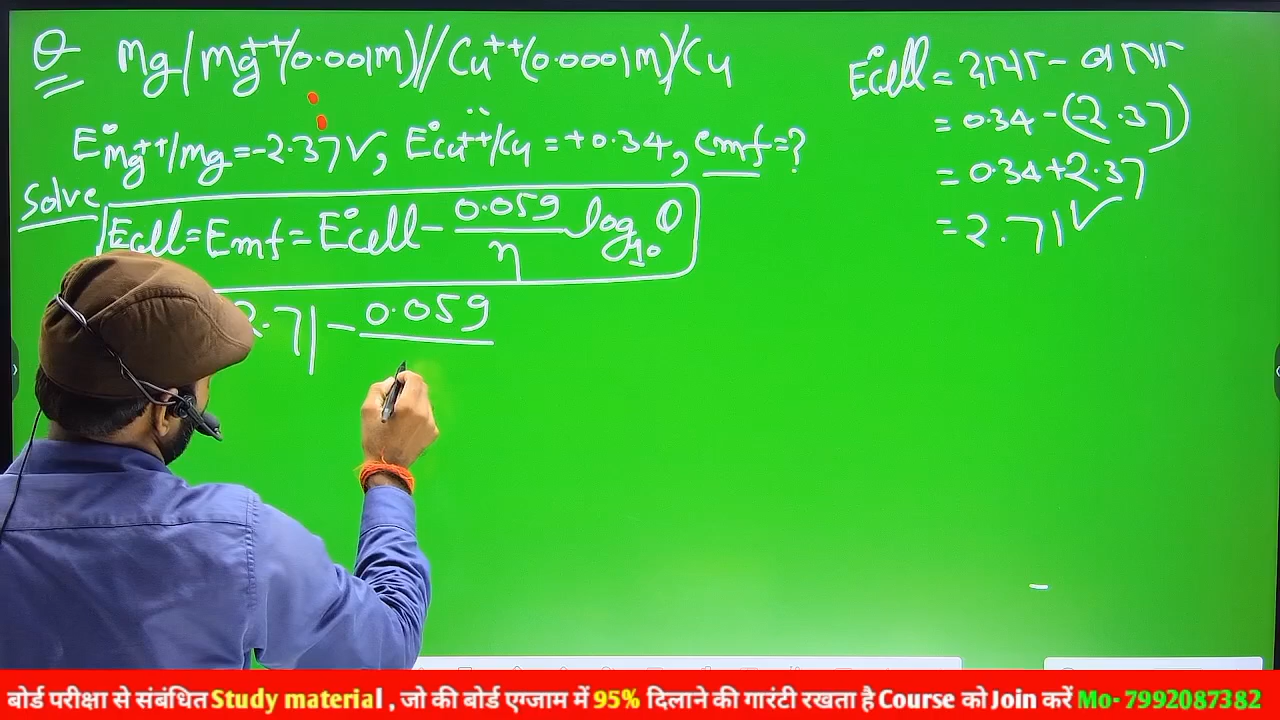 Q Mg/Mg++(0.001M)//Cu++(0.0001M)/Cu
E°Mg++/Mg=-2.37V, E°Cu++/Cu=+0.34, emf=?
Solve
Ecell=Emf=E°cell-0.059/n log10 Q
2.71-0.059
E°cell=
=0.34-(-2.37)
=0.34+2.37
=2.71V
बोर्ड परीक्षा से संबंधित Study material , जो की बोर्ड एग्जाम में 95% दिलाने की गारंटी रखता है Course को Join करें Mo- 7992087382